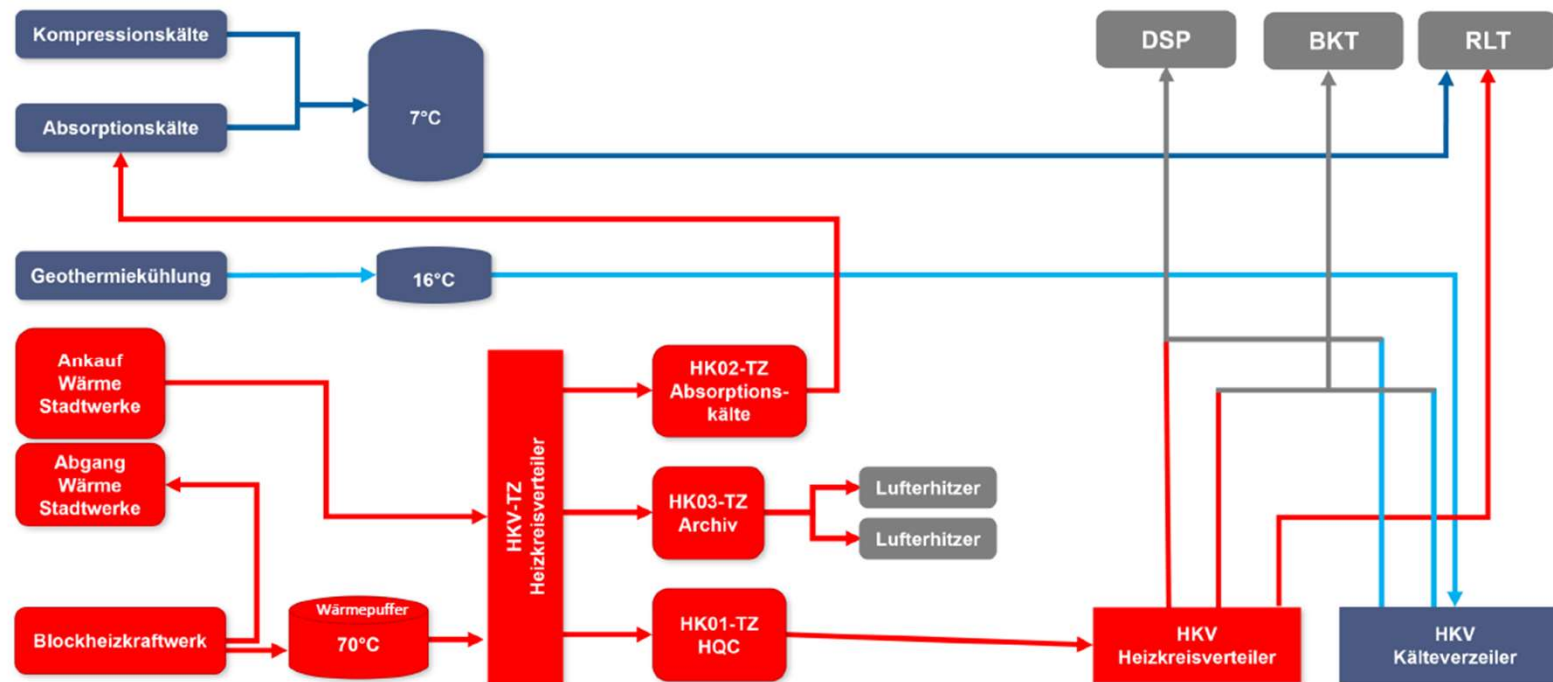 Kompressionskälte
Absorptionskälte
7°C
DSP
BKT
RLT
Geothermiekühlung
16°C
Ankauf
Wärme
Stadtwerke
Abgang
Wärme
Stadtwerke
Blockheizkraftwerk
Wärmepuffer
70°C
HKV-TZ
Heizkreisverteiler
HK02-TZ
Absorptions-
kälte
HK03-TZ
Archiv
Lufterhitzer
Lufterhitzer
HK01-TZ
HQC
HKV
Heizkreisverteiler
HKV
Kälteverzeiler